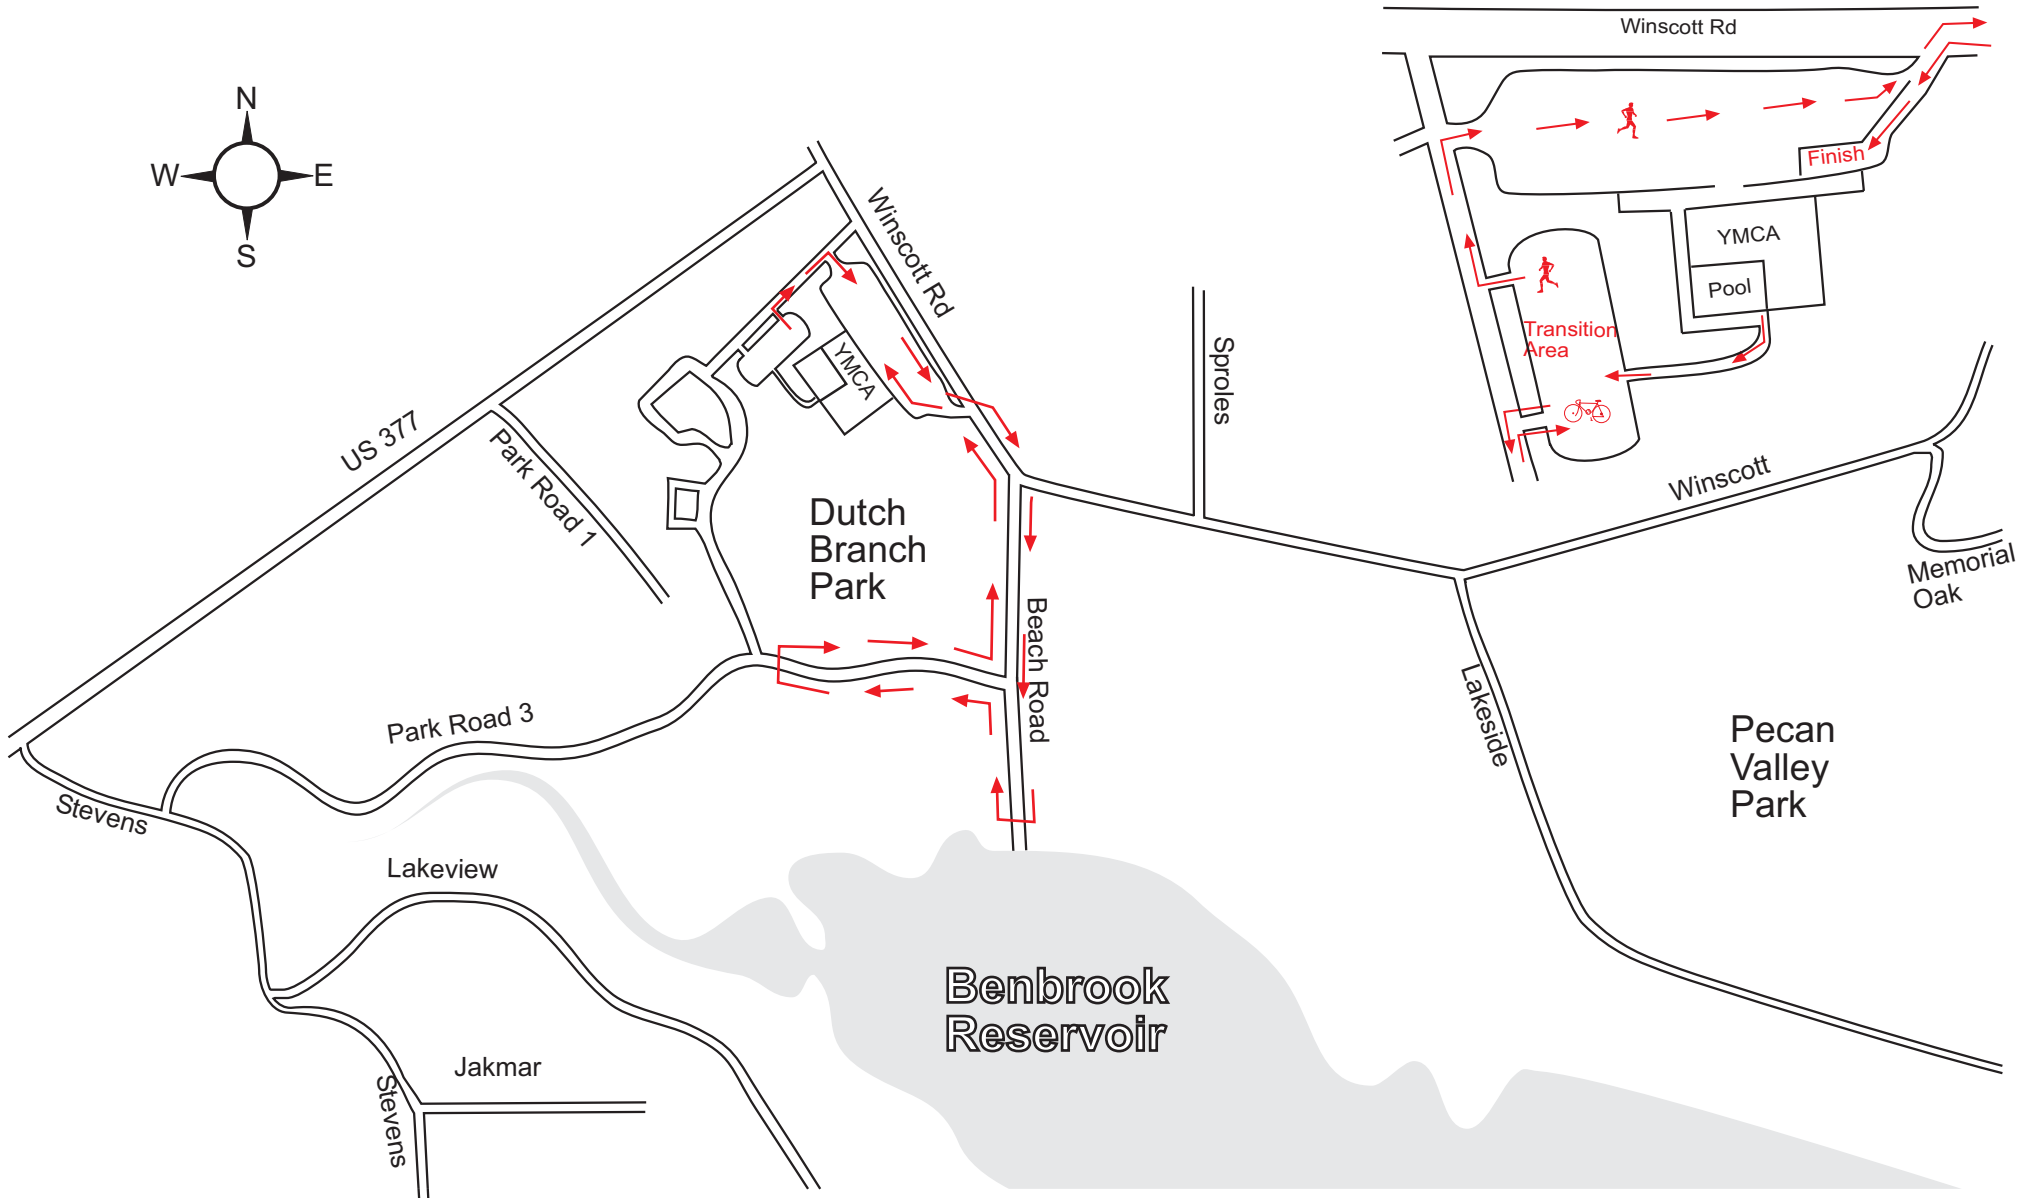 Winscott Rd
N
W
E
S
Finish
Winscott Rd
YMCA
Pool
Transition
Area
YMCA
Sproles
US 377
Park Road 1
Winscott
Dutch
Branch
Park
Memorial
Oak
Beach Road
Lakeside
Park Road 3
Pecan
Valley
Park
Stevens
Lakeview
Benbrook
Reservoir
Jakmar
Stevens